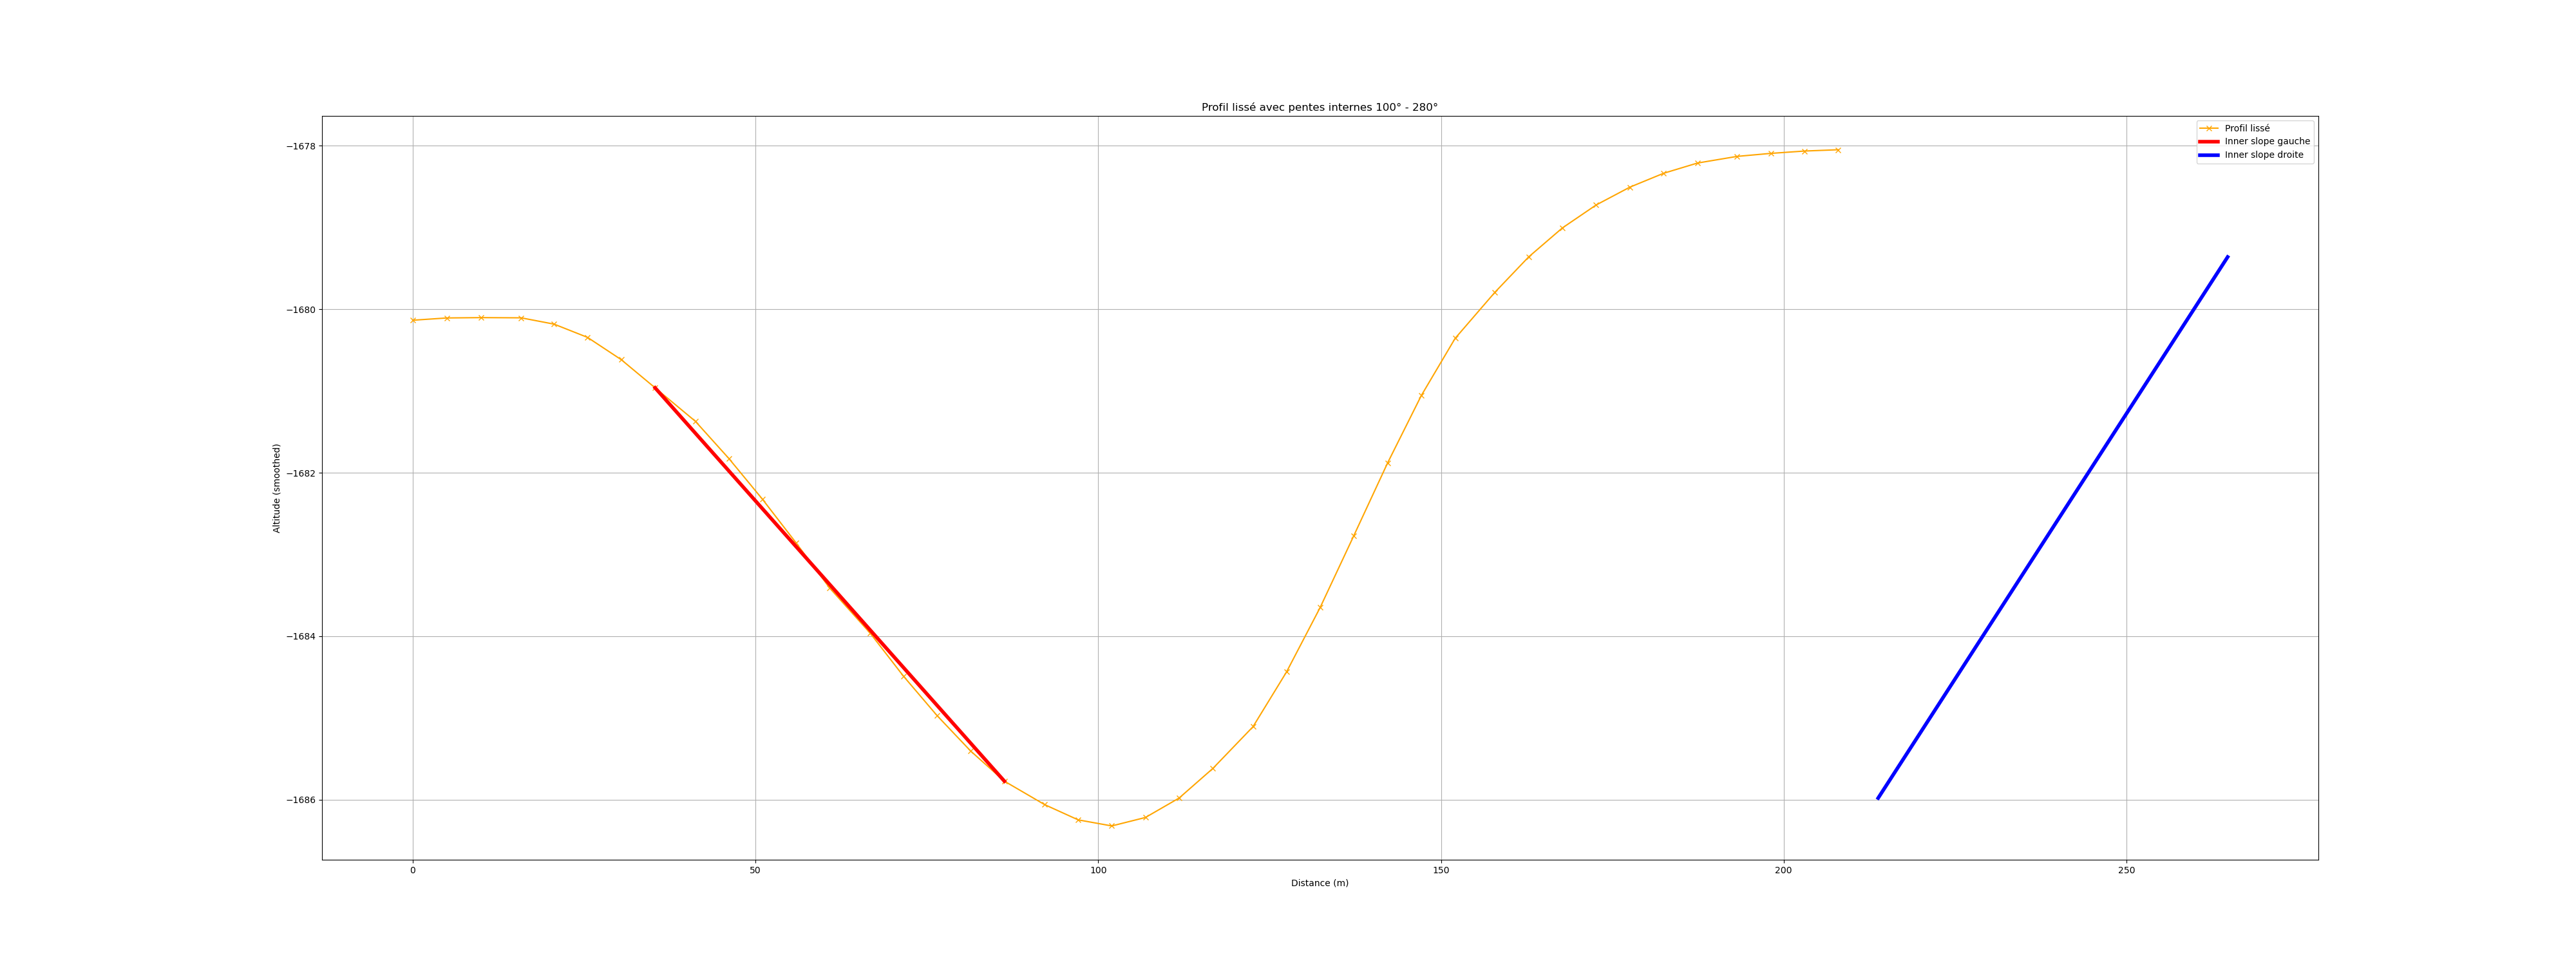 Profil lissé avec pentes internes 100° - 280°
Profil lissé
Inner slope gauche
Inner slope droite
Altitude (smoothed)
−1678
−1680
−1682
−1684
−1686
0
50
100
150
200
250
Distance (m)